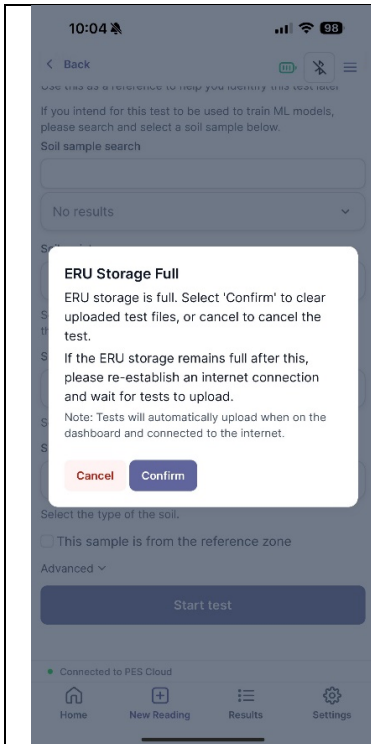 10:04
98
Back
Use this as a reference to help you identify this test later
If you intend for this test to be used to train ML models,
please search and select a soil sample below.
Soil sample search
No results
ERU Storage Full
ERU storage is full. Select 'Confirm' to clear
uploaded test files, or cancel to cancel the
test.
If the ERU storage remains full after this,
please re-establish an internet connection
and wait for tests to upload.
Note: Tests will automatically upload when on the
dashboard and connected to the internet.
Cancel Confirm
Select the type of the soil.
This sample is from the reference zone
Advanced
Start test
Connected to PES Cloud
Home New Reading Results Settings